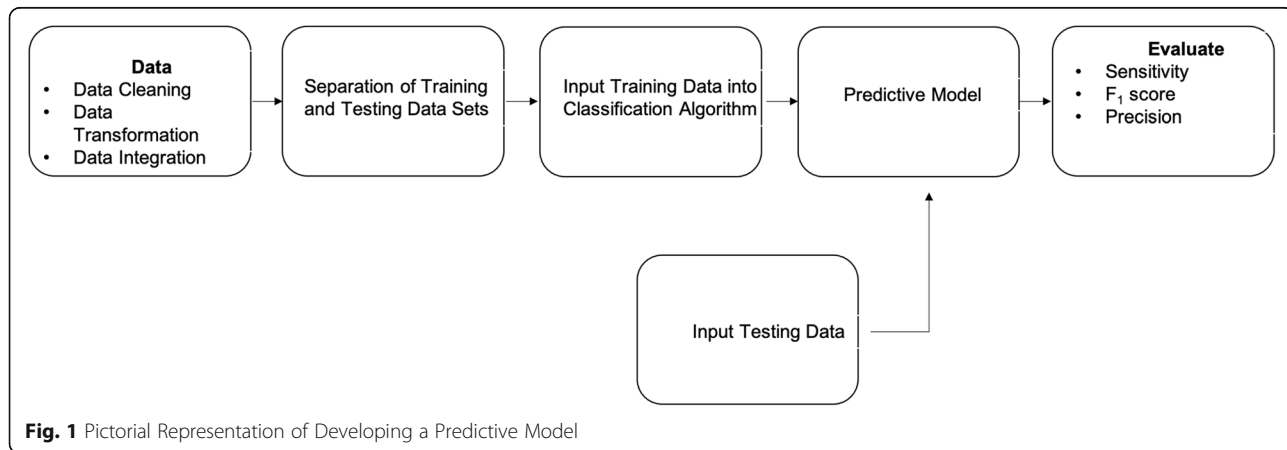 Data
• Data Cleaning
• Data
Transformation
• Data Integration
Separation of Training
and Testing Data Sets
Input Training Data into
Classification Algorithm
Predictive Model
Evaluate
• Sensitivity
• F₁ score
• Precision
Input Testing Data
Fig. 1 Pictorial Representation of Developing a Predictive Model